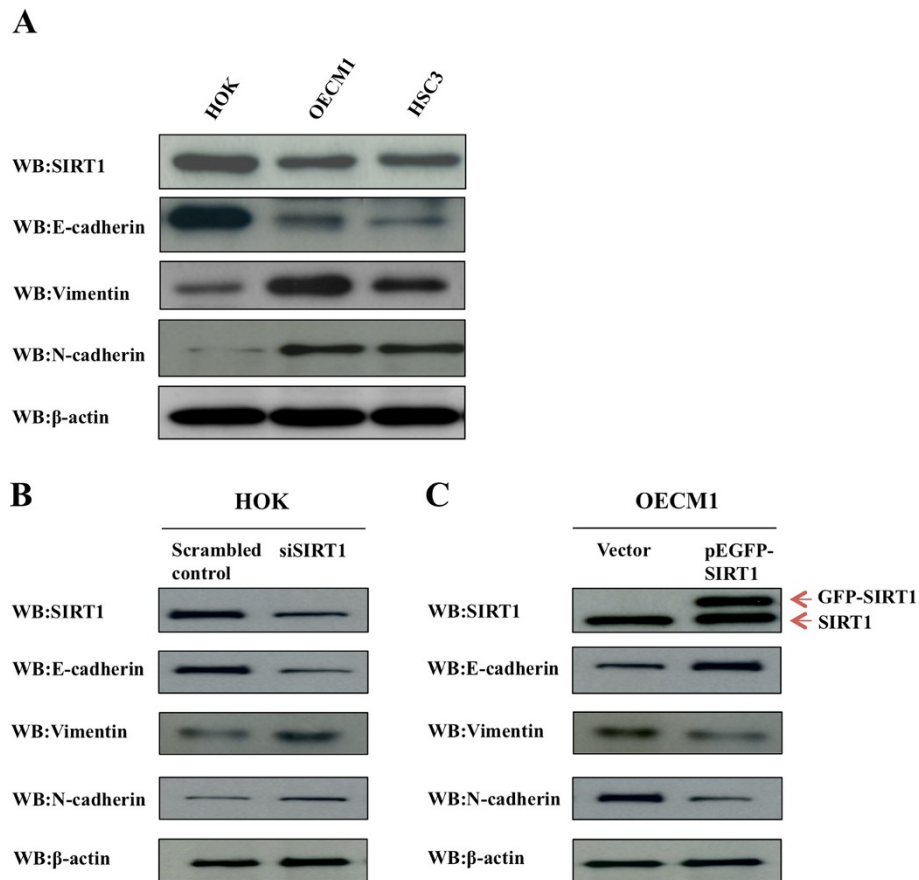 A
HOK OECM1 HSC3
WB:SIRT1
WB:E-cadherin
WB:Vimentin
WB:N-cadherin
WB:β-actin
B
HOK
Scrambled control siSIRT1
WB:SIRT1
WB:E-cadherin
WB:Vimentin
WB:N-cadherin
WB:β-actin
C
OECM1
Vector pEGFP-
SIRT1
WB:SIRT1
GFP-SIRT1
SIRT1
WB:E-cadherin
WB:Vimentin
WB:N-cadherin
WB:β-actin